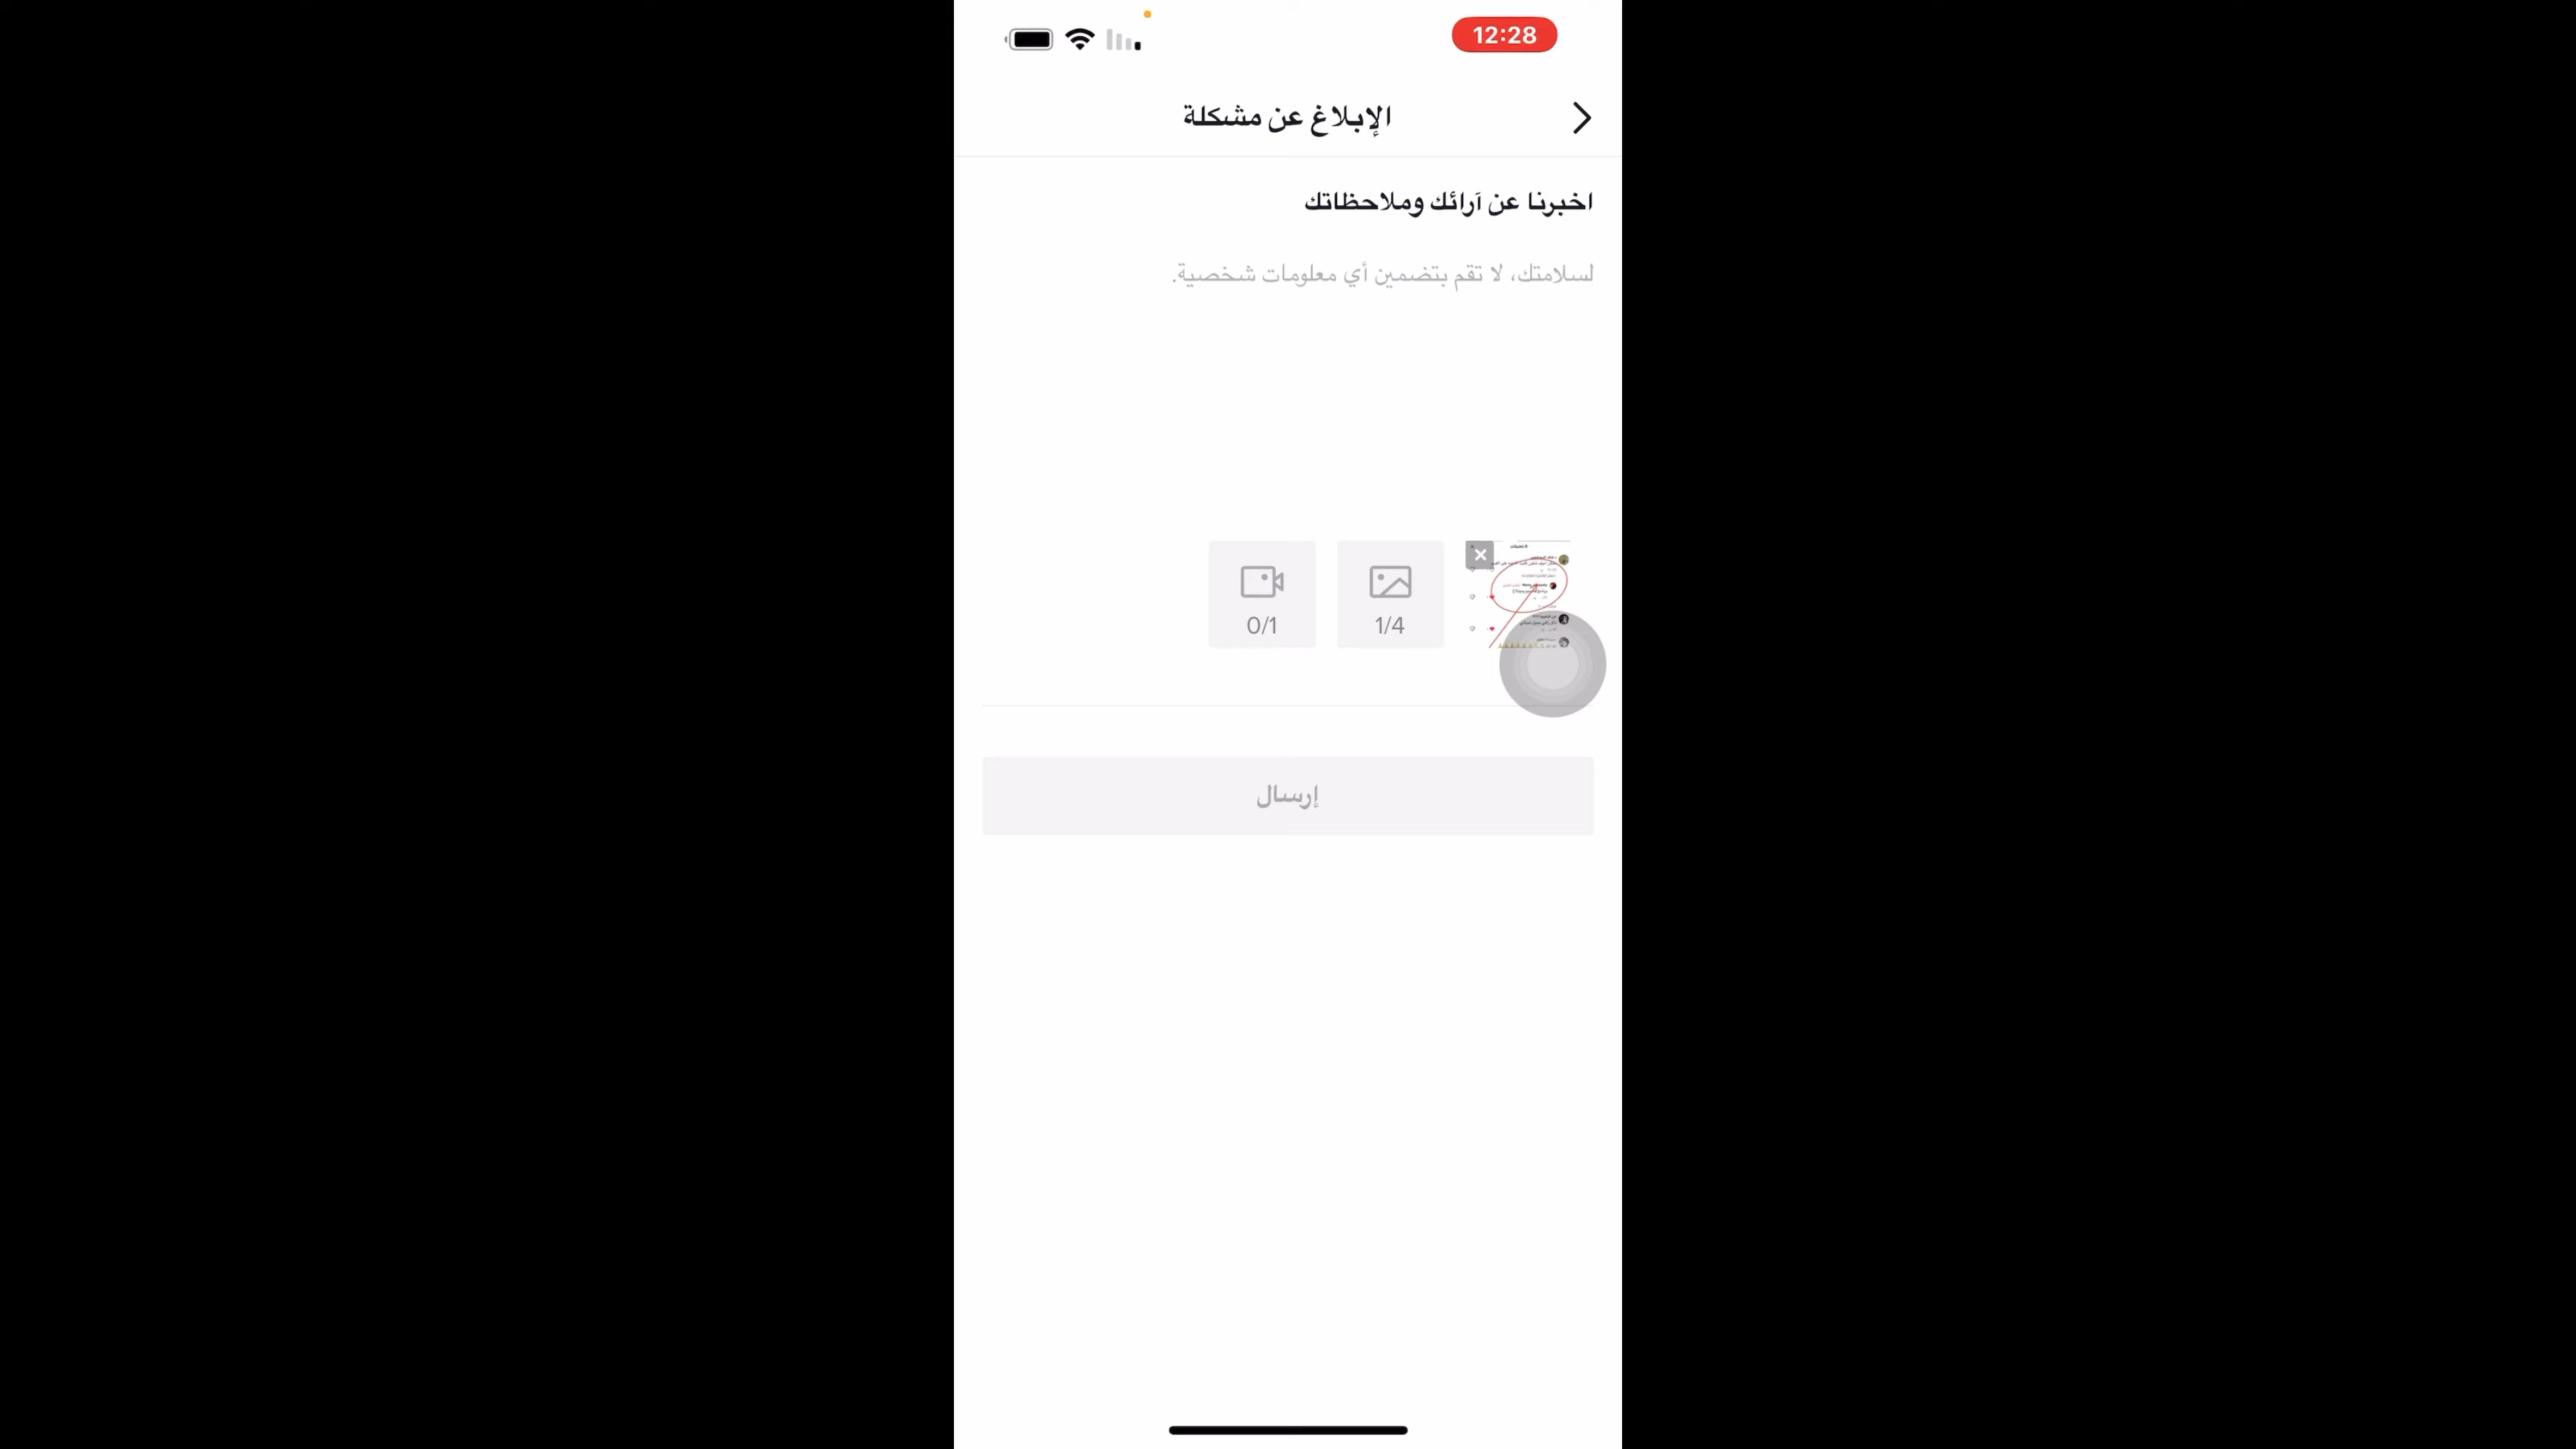 12:28
الإبلاغ عن مشكلة
اخبرنا عن آرائك وملاحظاتك
لسلامتك، لا تقم بتضمين أي معلومات شخصية.
1/4
0/1
إرسال